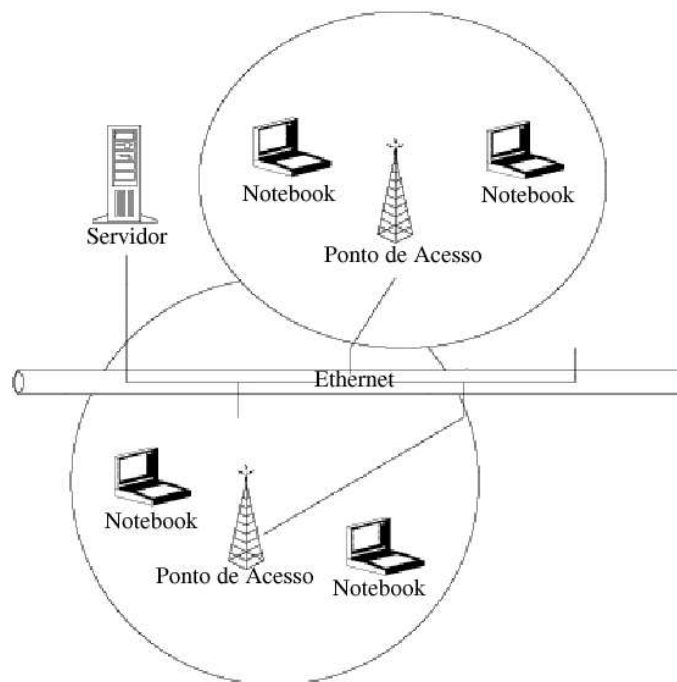 Notebook
Notebook
Servidor
Ponto de Acesso
Ethernet
Notebook
Ponto de Acesso
Notebook